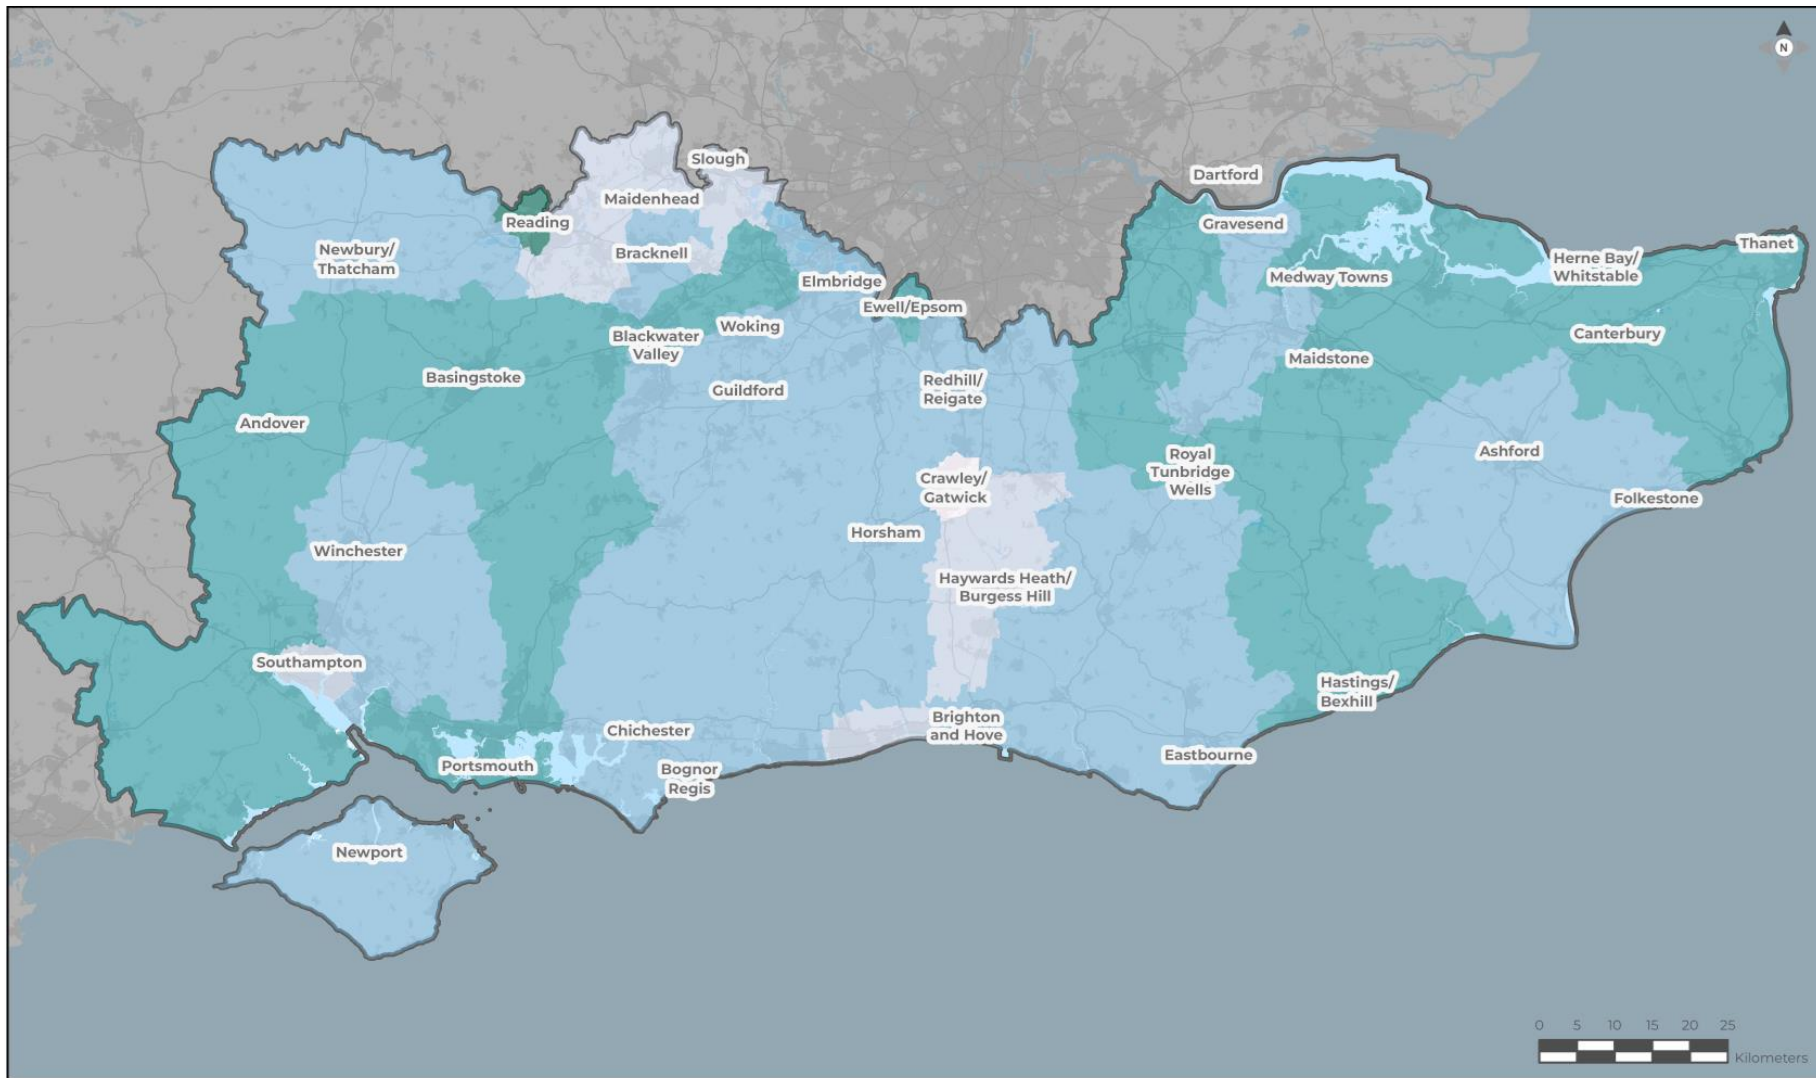 N
Slough
Dartford
Maidenhead
Reading
Gravesend
Newbury/
Thatcham
Bracknell
Thanet
Herne Bay/
Whitstable
Medway Towns
Elmbridge
Ewell/Epsom
Woking
Blackwater
Valley
Canterbury
Maidstone
Basingstoke
Guildford
Redhill/
Reigate
Andover
Ashford
Royal
Tunbridge
Wells
Crawley/
Gatwick
Folkestone
Horsham
Winchester
Haywards Heath/
Burgess Hill
Southampton
Hastings/
Bexhill
Brighton
and Hove
Chichester
Eastbourne
Portsmouth
Bognor
Regis
Newport
0 5 10 15 20 25
Kilometers